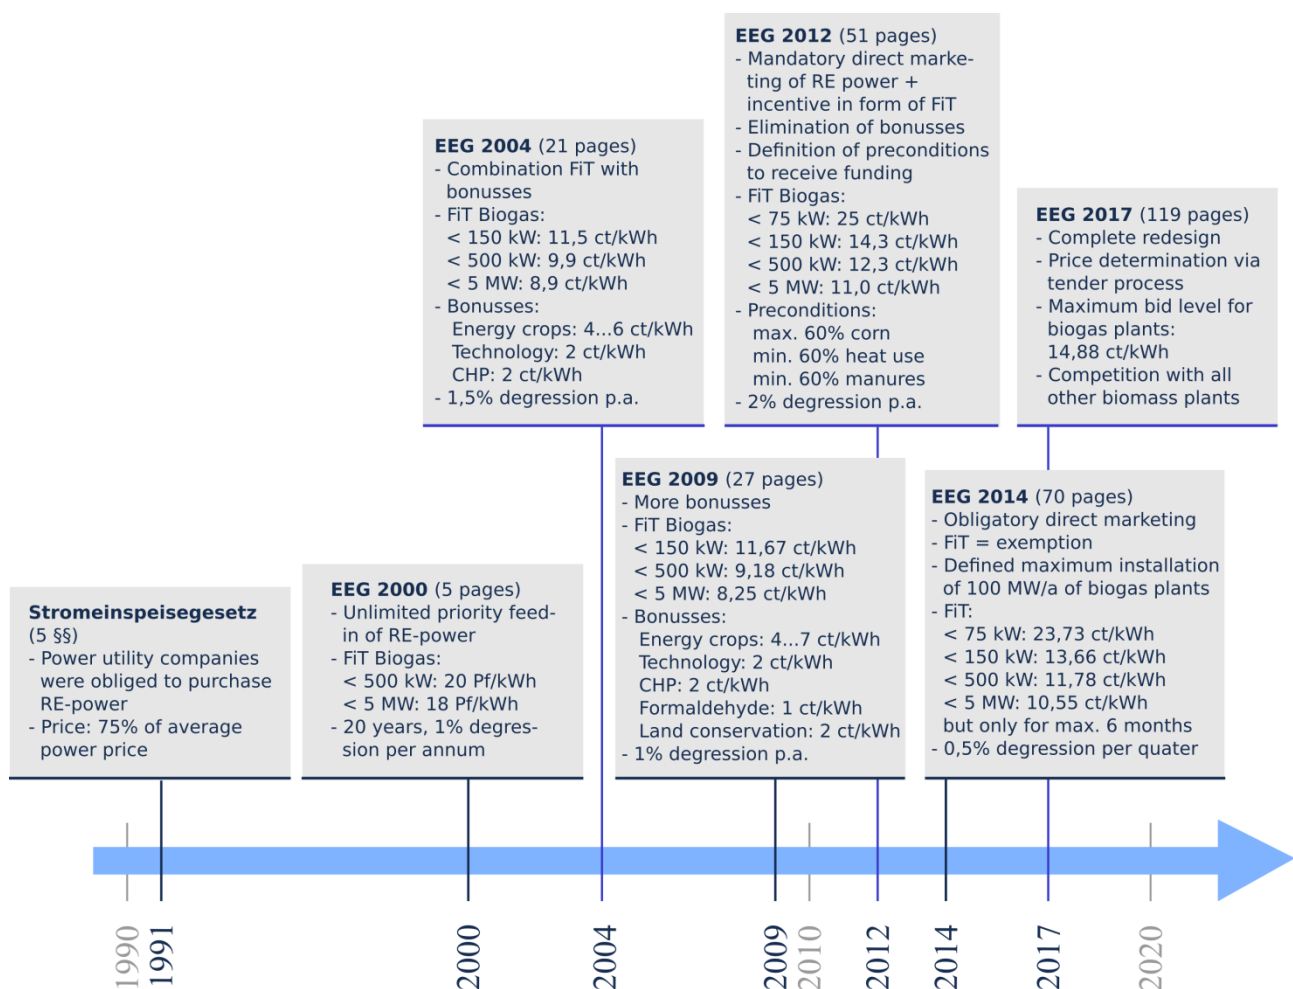 Stromeinspeisegesetz
(5 §§)
- Power utility companies
were obliged to purchase
RE-power
- Price: 75% of average
power price
EEG 2000 (5 pages)
- Unlimited priority feed-
in of RE-power
- FiT Biogas:
< 500 kW: 20 Pf/kWh
< 5 MW: 18 Pf/kWh
- 20 years, 1% degres-
sion per annum
EEG 2004 (21 pages)
- Combination FiT with
bonusses
- FiT Biogas:
< 150 kW: 11,5 ct/kWh
< 500 kW: 9,9 ct/kWh
< 5 MW: 8,9 ct/kWh
- Bonusses:
Energy crops: 4...6 ct/kWh
Technology: 2 ct/kWh
CHP: 2 ct/kWh
- 1,5% degression p.a.
EEG 2009 (27 pages)
- More bonusses
- FiT Biogas:
< 150 kW: 11,67 ct/kWh
< 500 kW: 9,18 ct/kWh
< 5 MW: 8,25 ct/kWh
- Bonusses:
Energy crops: 4...7 ct/kWh
Technology: 2 ct/kWh
CHP: 2 ct/kWh
Formaldehyde: 1 ct/kWh
Land conservation: 2 ct/kWh
- 1% degression p.a.
EEG 2012 (51 pages)
- Mandatory direct marke-
ting of RE power +
incentive in form of FiT
- Elimination of bonusses
- Definition of preconditions
to receive funding
- FiT Biogas:
< 75 kW: 25 ct/kWh
< 150 kW: 14,3 ct/kWh
< 500 kW: 12,3 ct/kWh
< 5 MW: 11,0 ct/kWh
- Preconditions:
max. 60% corn
min. 60% heat use
min. 60% manures
- 2% degression p.a.
EEG 2014 (70 pages)
- Obligatory direct marketing
- FiT = exemption
- Defined maximum installation
of 100 MW/a of biogas plants
- FiT:
< 75 kW: 23,73 ct/kWh
< 150 kW: 13,66 ct/kWh
< 500 kW: 11,78 ct/kWh
< 5 MW: 10,55 ct/kWh
but only for max. 6 months
- 0,5% degression per quater
EEG 2017 (119 pages)
- Complete redesign
- Price determination via
tender process
- Maximum bid level for
biogas plants:
14,88 ct/kWh
- Competition with all
other biomass plants
1990
1991
2000
2004
2009
2010
2012
2014
2017
2020